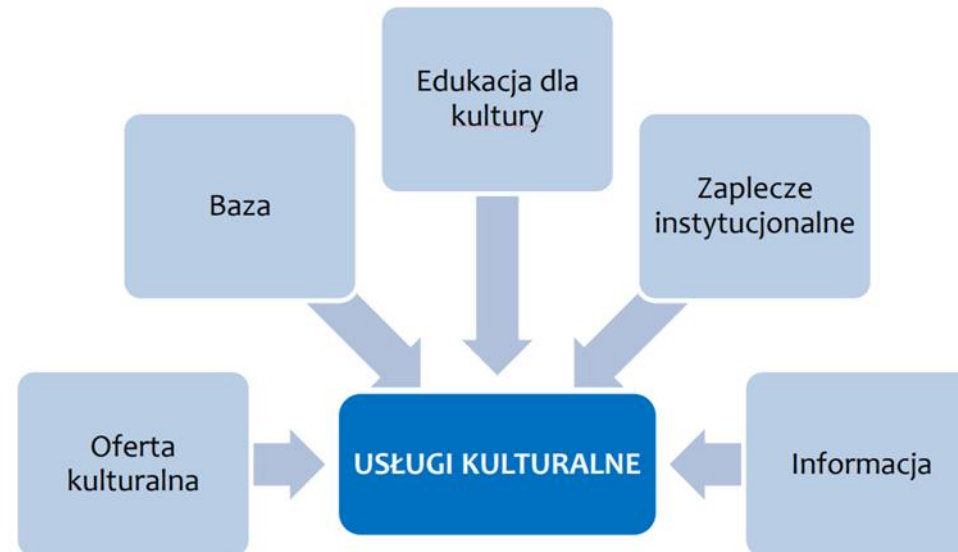 Edukacja dla
kultury
Baza
Zaplecze
instytucjonalne
Oferta
kulturalna
USŁUGI KULTURALNE
Informacja